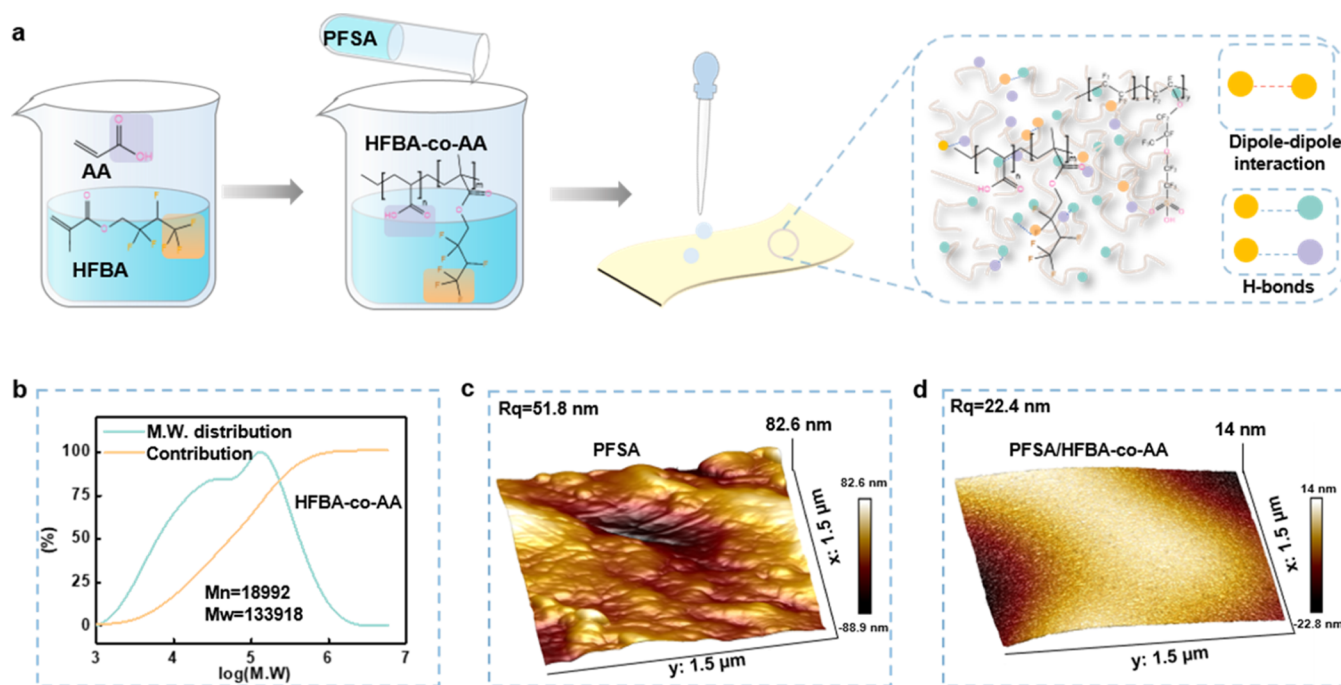 a
PFSA
AA
OH
O
HFBA
O
O
F
F
F
F
F
F
F
HFBA-co-AA
n
m
HO
O
O
O
F
F
F
F
F
F
F
Dipole-dipole
interaction
H-bonds
b
M.W. distribution
Contribution
HFBA-co-AA
Mn=18992
Mw=133918
(%)
100
75
50
25
0
3
4
5
6
7
log(M.W)
c
Rq=51.8 nm
82.6 nm
PFSA
82.6 nm
-88.9 nm
x: 1.5 μm
y: 1.5 μm
d
Rq=22.4 nm
14 nm
PFSA/HFBA-co-AA
14 nm
-22.8 nm
x: 1.5 μm
y: 1.5 μm